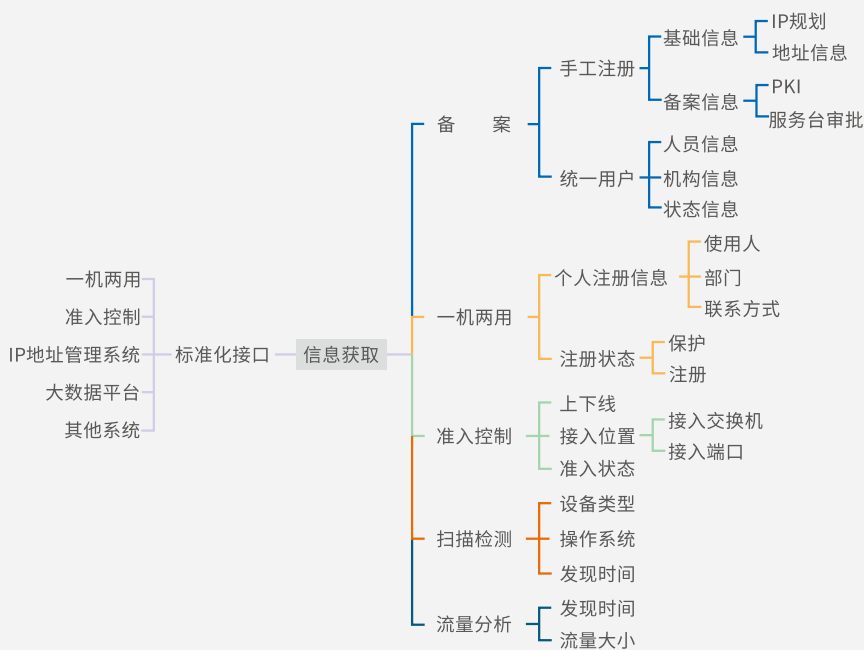 一机两用
准入控制
IP地址管理系统
大数据平台
其他系统
标准化接口
信息获取
备 案
手工注册
基础信息
IP规划
地址信息
备案信息
PKI
服务台审批
统一用户
人员信息
机构信息
状态信息
一机两用
个人注册信息
使用人
部门
联系方式
注册状态
保护
注册
准入控制
上下线
接入位置
接入交换机
接入端口
准入状态
扫描检测
设备类型
操作系统
发现时间
流量分析
发现时间
流量大小